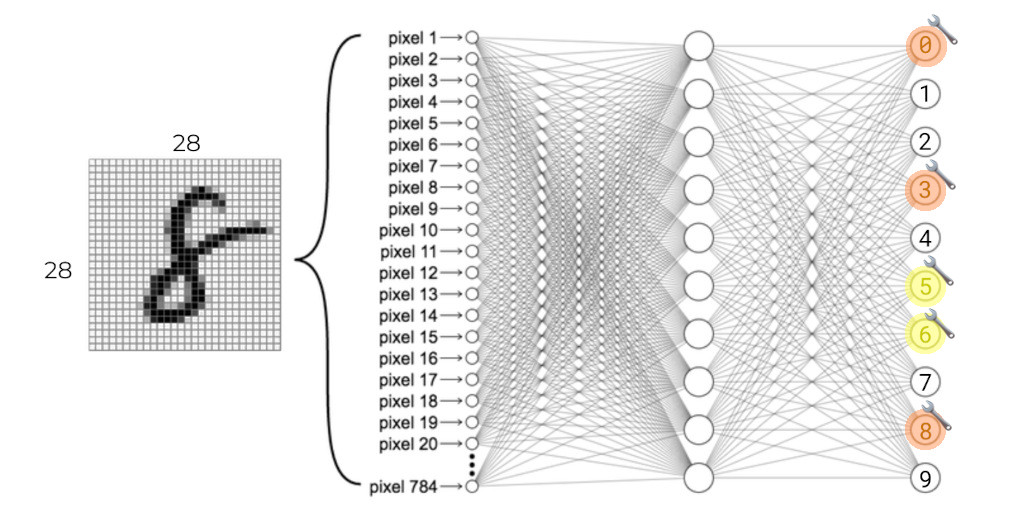 28
28
pixel 1
pixel 2
pixel 3
pixel 4
pixel 5
pixel 6
pixel 7
pixel 8
pixel 9
pixel 10
pixel 11
pixel 12
pixel 13
pixel 14
pixel 15
pixel 16
pixel 17
pixel 18
pixel 19
pixel 20
pixel 784
0
1
2
3
4
5
6
7
8
9